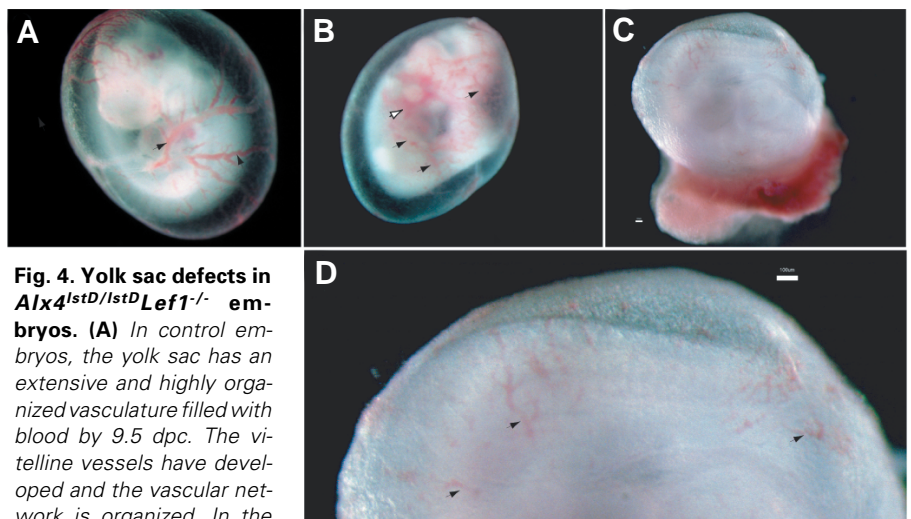 A
B
C
D
100um
Fig. 4. Yolk sac defects in
Alx4lstD/lstDLef1-/- em-
bryos. (A) In control em-
bryos, the yolk sac has an
extensive and highly orga-
nized vasculature filled with
blood by 9.5 dpc. The vi-
telline vessels have devel-
oped and the vascular net-
work is organized. In the